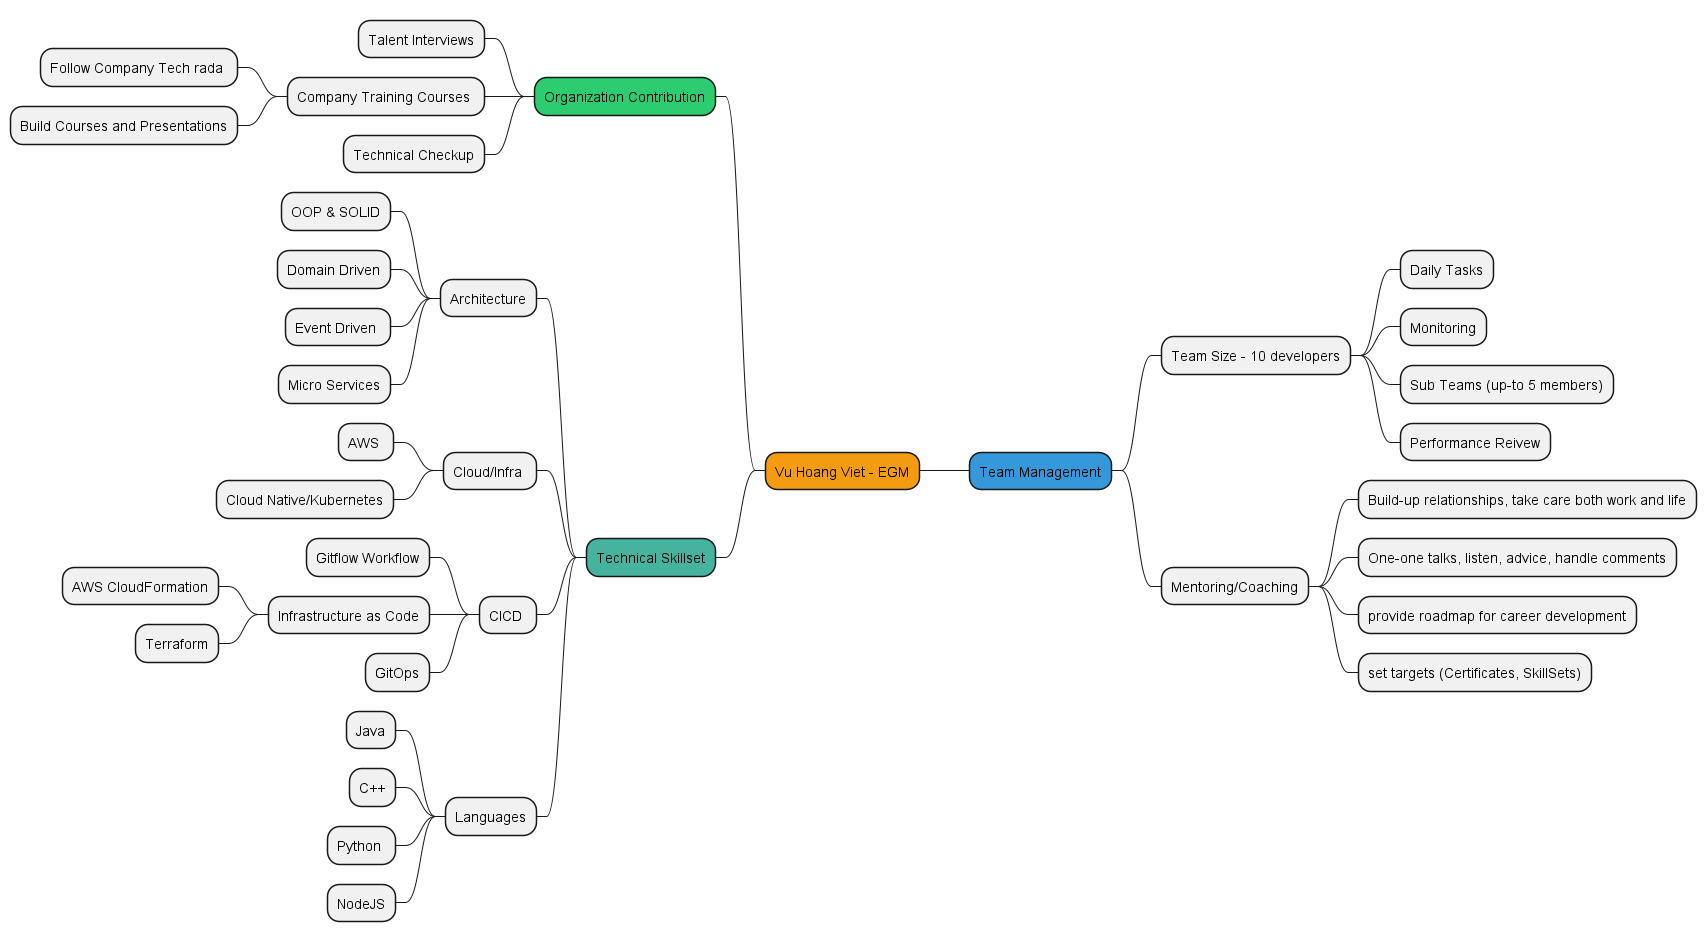 Talent Interviews
Follow Company Tech rada
Company Training Courses
Build Courses and Presentations
Technical Checkup
Organization Contribution
OOP & SOLID
Domain Driven
Event Driven
Micro Services
Architecture
AWS
Cloud Native/Kubernetes
Cloud/Infra
Gitflow Workflow
AWS CloudFormation
Terraform
Infrastructure as Code
GitOps
CICD
Java
C++
Python
NodeJS
Languages
Technical Skillset
Vu Hoang Viet - EGM
Team Management
Team Size - 10 developers
Daily Tasks
Monitoring
Sub Teams (up-to 5 members)
Performance Reivew
Mentoring/Coaching
Build-up relationships, take care both work and life
One-one talks, listen, advice, handle comments
provide roadmap for career development
set targets (Certificates, SkillSets)